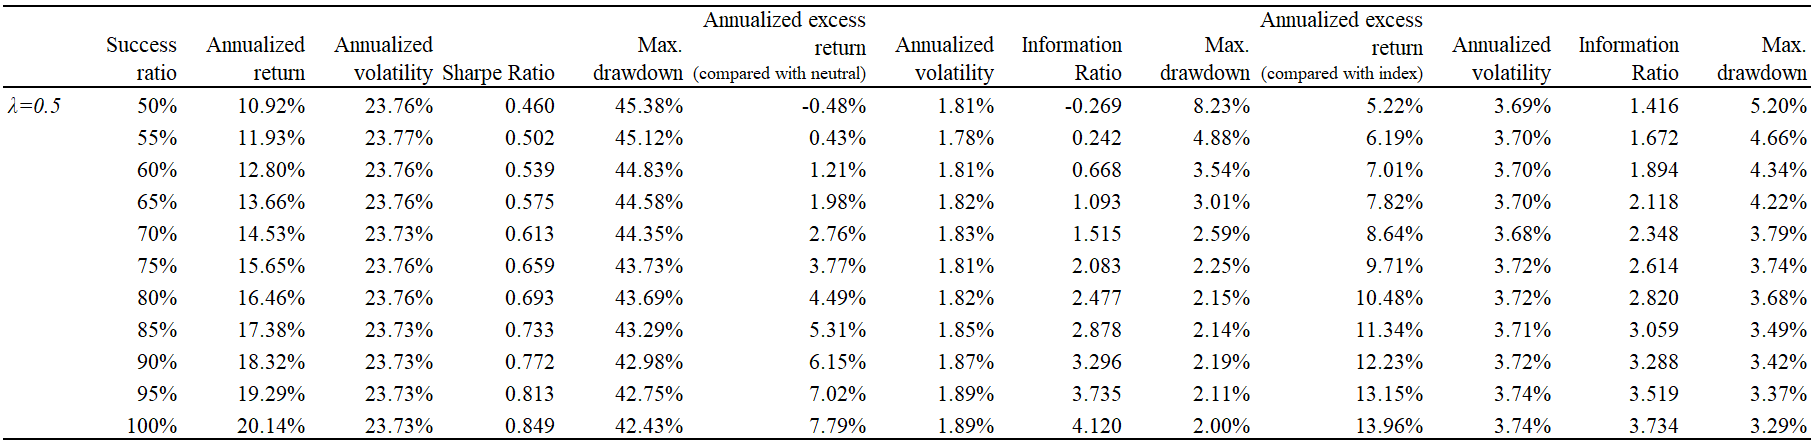 Annualized excess Annualized excess
Success Annualized Annualized Max. return Annualized Information Max. return Annualized Information Max.
ratio return volatility Sharpe Ratio drawdown (compared with neutral) volatility Ratio drawdown (compared with index) volatility Ratio drawdown
λ=0.5 50% 10.92% 23.76% 0.460 45.38% -0.48% 1.81% -0.269 8.23% 5.22% 3.69% 1.416 5.20%
55% 11.93% 23.77% 0.502 45.12% 0.43% 1.78% 0.242 4.88% 6.19% 3.70% 1.672 4.66%
60% 12.80% 23.76% 0.539 44.83% 1.21% 1.81% 0.668 3.54% 7.01% 3.70% 1.894 4.34%
65% 13.66% 23.76% 0.575 44.58% 1.98% 1.82% 1.093 3.01% 7.82% 3.70% 2.118 4.22%
70% 14.53% 23.73% 0.613 44.35% 2.76% 1.83% 1.515 2.59% 8.64% 3.68% 2.348 3.79%
75% 15.65% 23.76% 0.659 43.73% 3.77% 1.81% 2.083 2.25% 9.71% 3.72% 2.614 3.74%
80% 16.46% 23.76% 0.693 43.69% 4.49% 1.82% 2.477 2.15% 10.48% 3.72% 2.820 3.68%
85% 17.38% 23.73% 0.733 43.29% 5.31% 1.85% 2.878 2.14% 11.34% 3.71% 3.059 3.49%
90% 18.32% 23.73% 0.772 42.98% 6.15% 1.87% 3.296 2.19% 12.23% 3.72% 3.288 3.42%
95% 19.29% 23.73% 0.813 42.75% 7.02% 1.89% 3.735 2.11% 13.15% 3.74% 3.519 3.37%
100% 20.14% 23.73% 0.849 42.43% 7.79% 1.89% 4.120 2.00% 13.96% 3.74% 3.734 3.29%